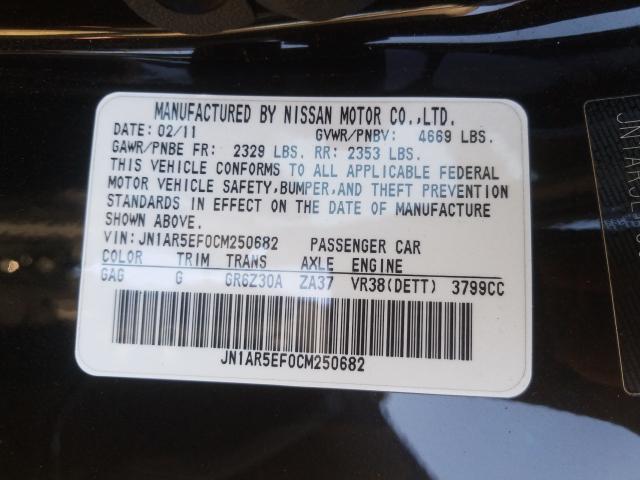 MANUFACTURED BY NISSAN MOTOR CO.,LTD.
DATE: 02/11 GVWR/PNBV: 4669 LBS.
GAWR/PNBE FR: 2329 LBS. RR: 2353 LBS.
THIS VEHICLE CONFORMS TO ALL APPLICABLE FEDERAL
MOTOR VEHICLE SAFETY,BUMPER,AND THEFT PREVENTION
STANDARDS IN EFFECT ON THE DATE OF MANUFACTURE
SHOWN ABOVE.
VIN: JN1AR5EF0CM250682 PASSENGER CAR
COLOR TRIM TRANS AXLE ENGINE
GAG G GR6Z30A ZA37 VR38(DETT) 3799CC
JN1AR5EF0CM250682